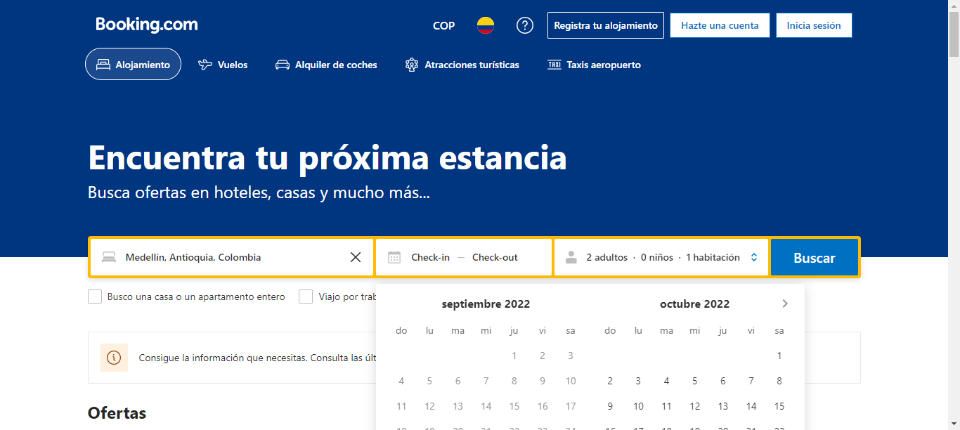 Booking.com
COP
Registra tu alojamiento
Hazte una cuenta
Inicia sesión
Alojamiento
Vuelos
Alquiler de coches
Atracciones turísticas
TAXI
Taxis aeropuerto
Encuentra tu próxima estancia
Busca ofertas en hoteles, casas y mucho más...
Medellín, Antioquia, Colombia
Check-in — Check-out
2 adultos · 0 niños · 1 habitación
Buscar
Busco una casa o un apartamento entero
Viajo por trab
septiembre 2022
do lu ma mi ju vi sa
1 2 3
4 5 6 7 8 9 10
11 12 13 14 15 16 17
octubre 2022
do lu ma mi ju vi sa
1
2 3 4 5 6 7 8
9 10 11 12 13 14 15
Consigue la información que necesitas. Consulta las últ
Ofertas